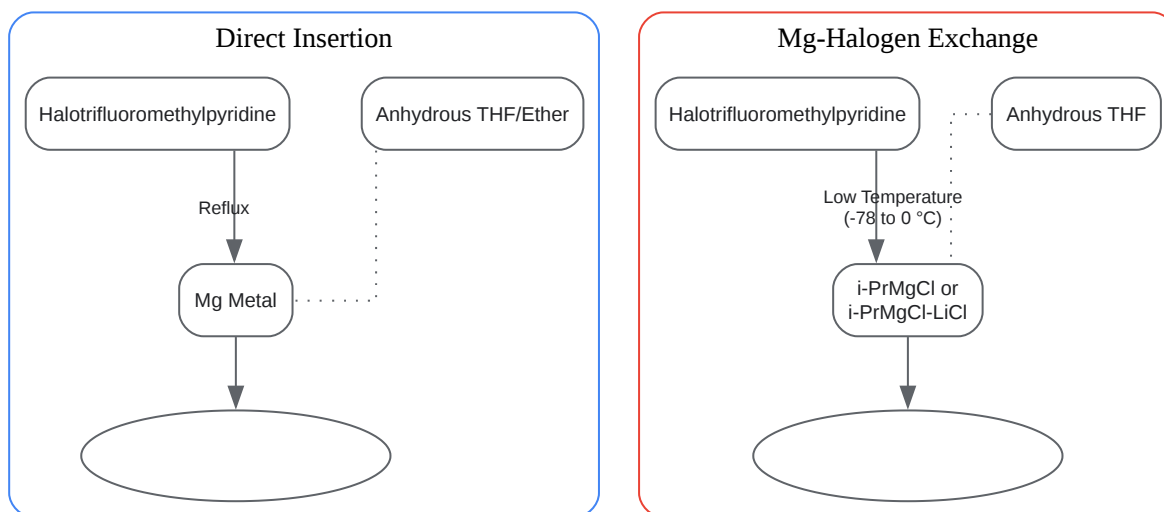 Direct Insertion
Halotrifluoromethylpyridine
Anhydrous THF/Ether
Reflux
Mg Metal
Mg-Halogen Exchange
Halotrifluoromethylpyridine
Anhydrous THF
Low Temperature
(-78 to 0 °C)
i-PrMgCl or
i-PrMgCl-LiCl